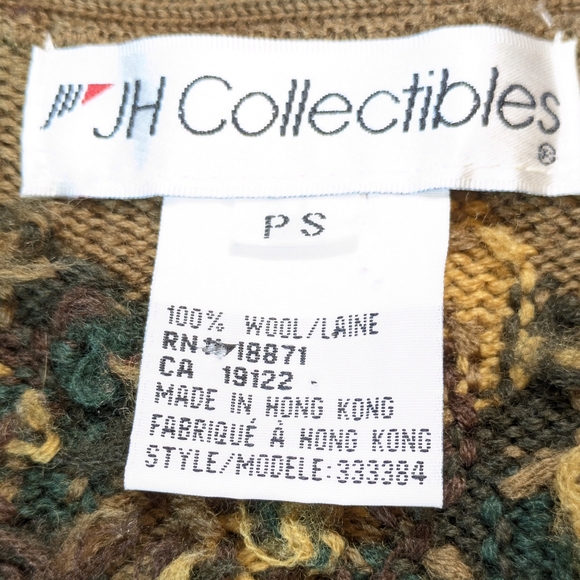 JH Collectibles®
PS
100% WOOL/LAINE
RN# 18871
CA 19122
MADE IN HONG KONG
FABRIQUÉ À HONG KONG
STYLE/MODELE:333384